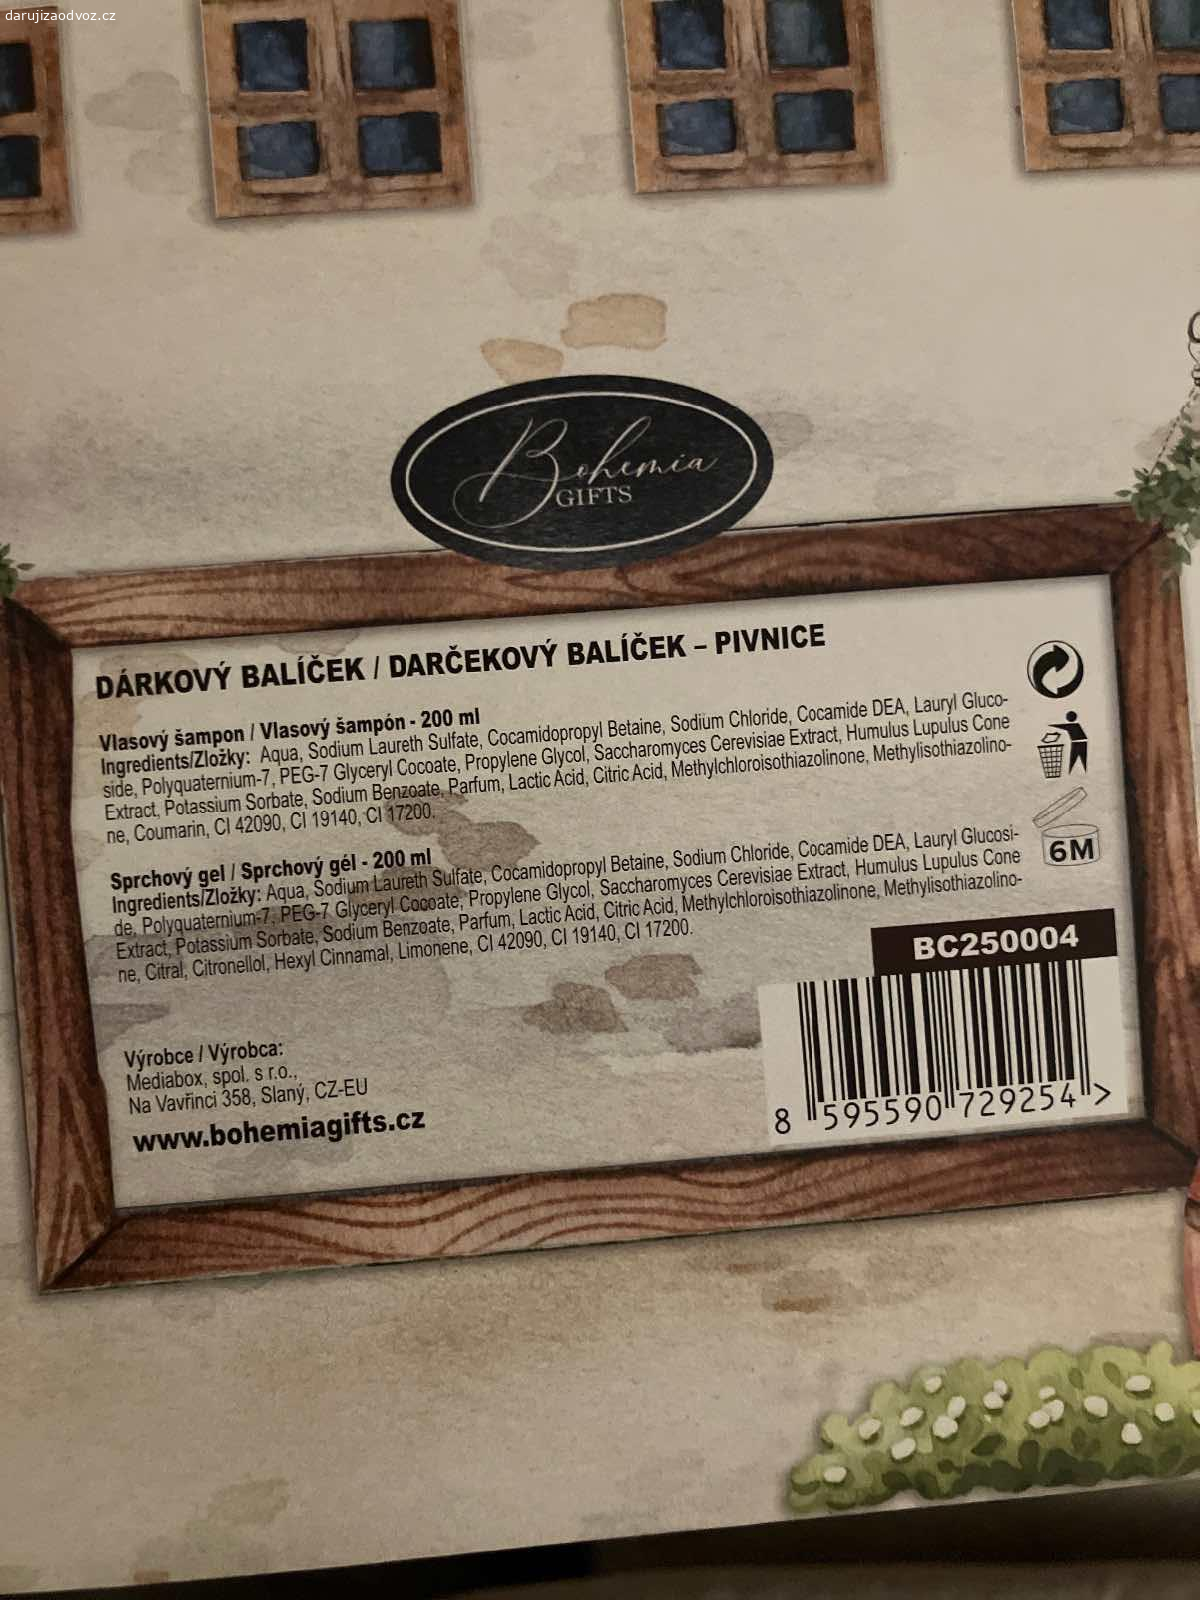 darujizaodvoz.cz
Bohemia
GIFTS
DÁRKOVÝ BALÍČEK / DARČEKOVÝ BALÍČEK – PIVNICE
Vlasový šampon / Vlasový šampón - 200 ml
Ingredients/Zložky: Aqua, Sodium Laureth Sulfate, Cocamidopropyl Betaine, Sodium Chloride, Cocamide DEA, Lauryl Gluco-
side, Polyquaternium-7, PEG-7 Glyceryl Cocoate, Propylene Glycol, Saccharomyces Cerevisiae Extract, Humulus Lupulus Cone
Extract, Potassium Sorbate, Sodium Benzoate, Parfum, Lactic Acid, Citric Acid, Methylchloroisothiazolinone, Methylisothiazolino-
ne, Coumarin, CI 42090, CI 19140, CI 17200.
Sprchový gel / Sprchový gél - 200 ml
Ingredients/Zložky: Aqua, Sodium Laureth Sulfate, Cocamidopropyl Betaine, Sodium Chloride, Cocamide DEA, Lauryl Glucosi-
de, Polyquaternium-7, PEG-7 Glyceryl Cocoate, Propylene Glycol, Saccharomyces Cerevisiae Extract, Humulus Lupulus Cone
Extract, Potassium Sorbate, Sodium Benzoate, Parfum, Lactic Acid, Citric Acid, Methylchloroisothiazolinone, Methylisothiazolino-
ne, Citral, Citronellol, Hexyl Cinnamal, Limonene, CI 42090, CI 19140, CI 17200.
6M
BC250004
8 595590 729254 >
Výrobce / Výrobca:
Mediabox, spol. s r.o.,
Na Vavřinci 358, Slaný, CZ-EU
www.bohemiagifts.cz